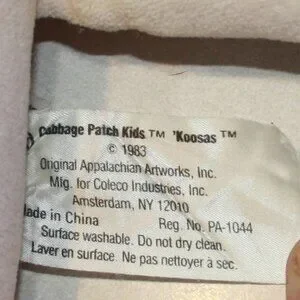 Cabbage Patch Kids ™ 'Koosas ™
© 1983
Original Appalachian Artworks, Inc.
Mfg. for Coleco Industries, Inc.
Amsterdam, NY 12010
Made in China Reg. No. PA-1044
Surface washable. Do not dry clean.
Laver en surface. Ne pas nettoyer à sec.